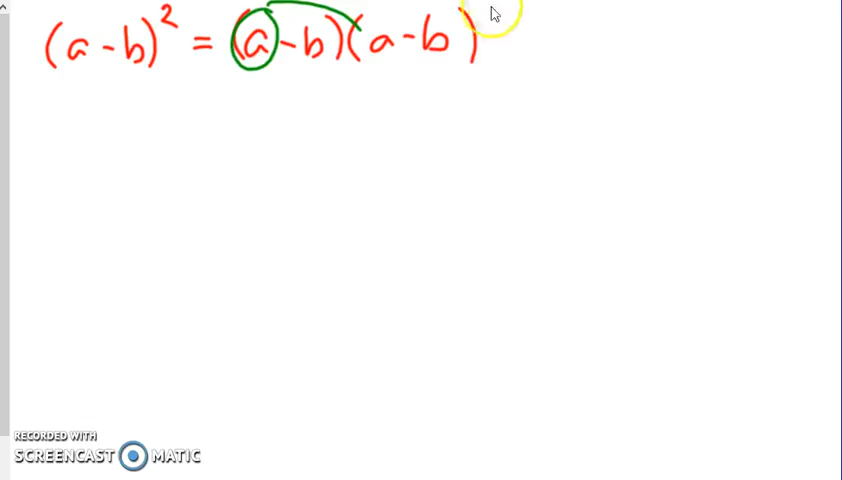 (a-b)² = (a-b)(a-b)
RECORDED WITH
SCREENCAST MATIC